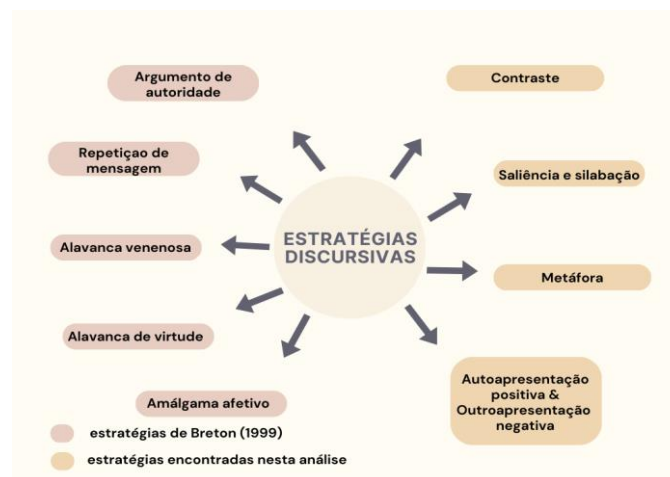 Argumento de
autoridade
Contraste
Repetiçao de
mensagem
Saliência e silabação
ESTRATÉGIAS
DISCURSIVAS
Alavanca venenosa
Metáfora
Alavanca de virtude
Autoapresentação
positiva &
Outroapresentação
negativa
Amálgama afetivo
estratégias de Breton (1999)
estratégias encontradas nesta análise